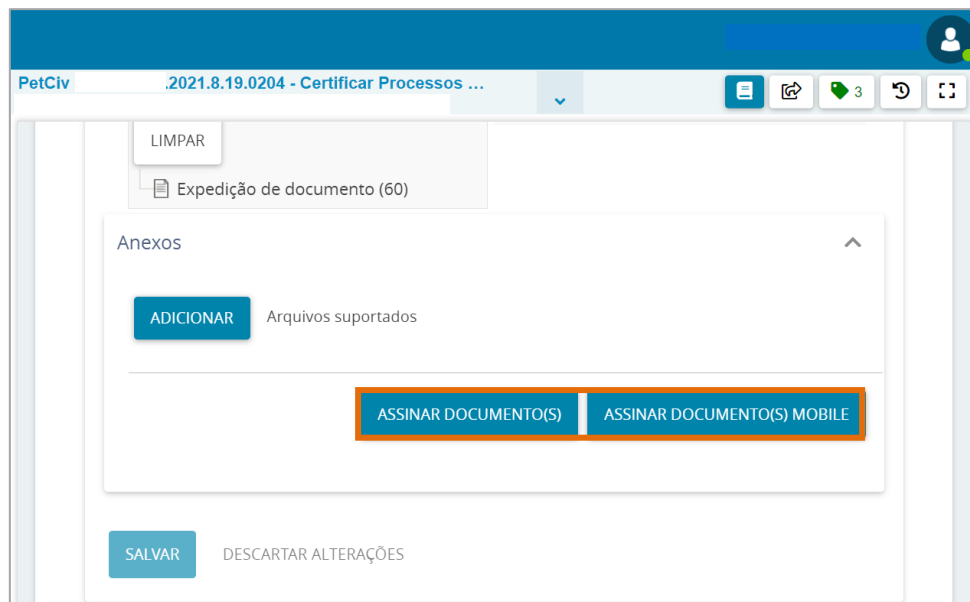 PetCiv .2021.8.19.0204 - Certificar Processos ...
3
LIMPAR
Expedição de documento (60)
Anexos
ADICIONAR Arquivos suportados
ASSINAR DOCUMENTO(S) ASSINAR DOCUMENTO(S) MOBILE
SALVAR DESCARTAR ALTERAÇÕES